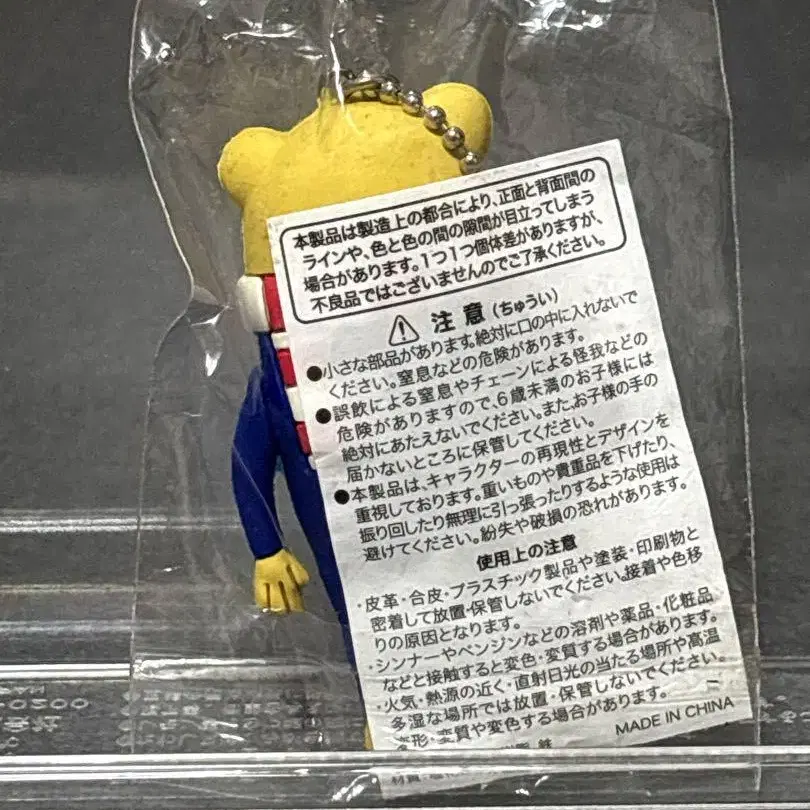 本製品は製造上の都合により、正面と背面間の
ラインや、色と色の間の隙間が目立ってしまう
場合があります。1つ1つ個体差がありますが、
不良品ではございませんのでご了承ください。
注意(ちゅうい)
●小さな部品があります。絶対に口の中に入れないで
ください。窒息などの危険があります。
●誤飲による窒息やチェーンによる怪我などの
危険がありますので、6歳未満のお子様には
絶対にあたえないでください。また、お子様の手の
届かないところに保管してください。
●本製品は、キャラクターの再現性とデザインを
重視しております。重いものや貴重品を下げたり、
振り回したり無理に引っ張ったりするような使用は
避けてください。紛失や破損の恐れがあります。
使用上の注意
・皮革・合皮・プラスチック製品や塗装・印刷物と
密着して放置・保管しないでください。接着や色移
りの原因となります。
・シンナーやベンジンなどの溶剤や薬品・化粧品
などと接触すると変色・変質する場合があります。
・火気・熱源の近く・直射日光の当たる場所や高温
多湿な場所では放置・保管しないでください。
変形・変質や変色する場合があります。
MADE IN CHINA